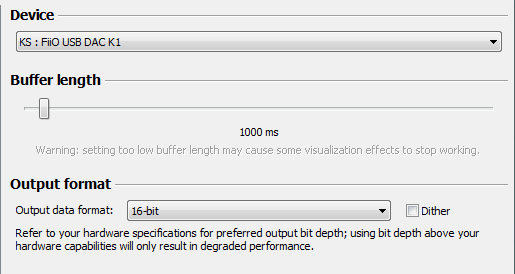 Device
KS : FiiO USB DAC K1
Buffer length
1000 ms
Warning: setting too low buffer length may cause some visualization effects to stop working.
Output format
Output data format: 16-bit Dither
Refer to your hardware specifications for preferred output bit depth; using bit depth above your
hardware capabilities will only result in degraded performance.